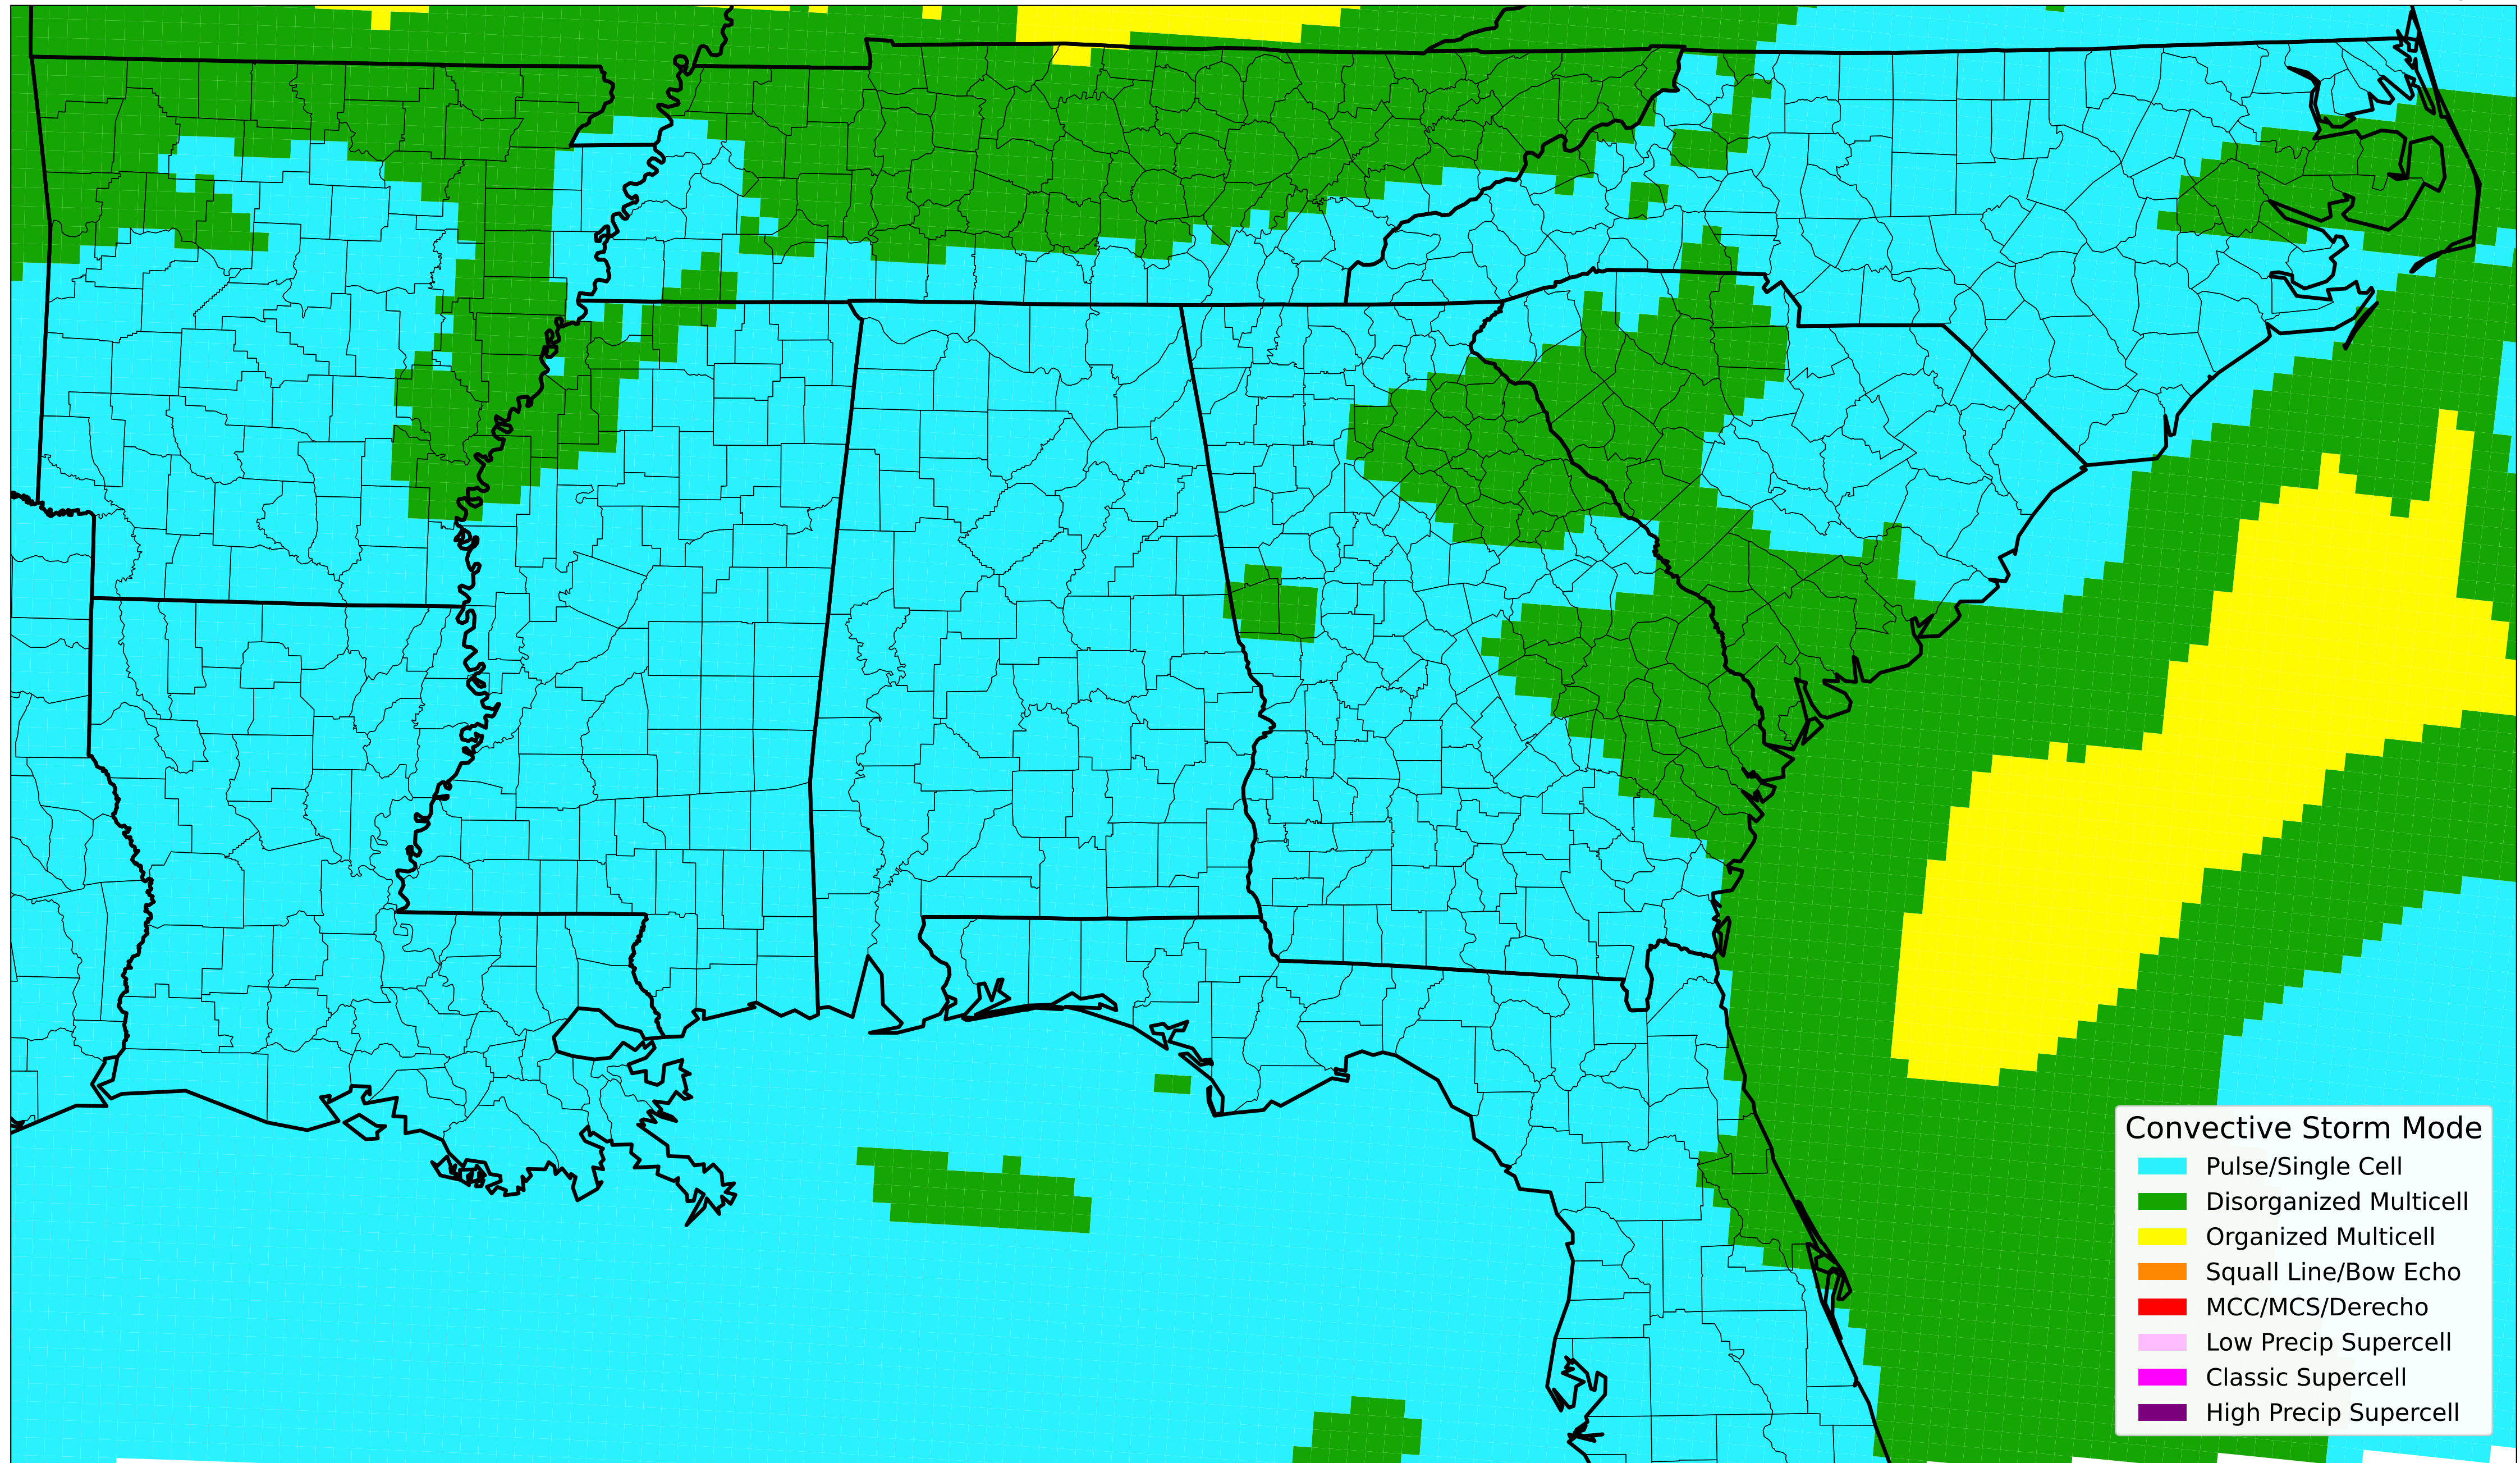 Convective Storm Mode
Pulse/Single Cell
Disorganized Multicell
Organized Multicell
Squall Line/Bow Echo
MCC/MCS/Derecho
Low Precip Supercell
Classic Supercell
High Precip Supercell